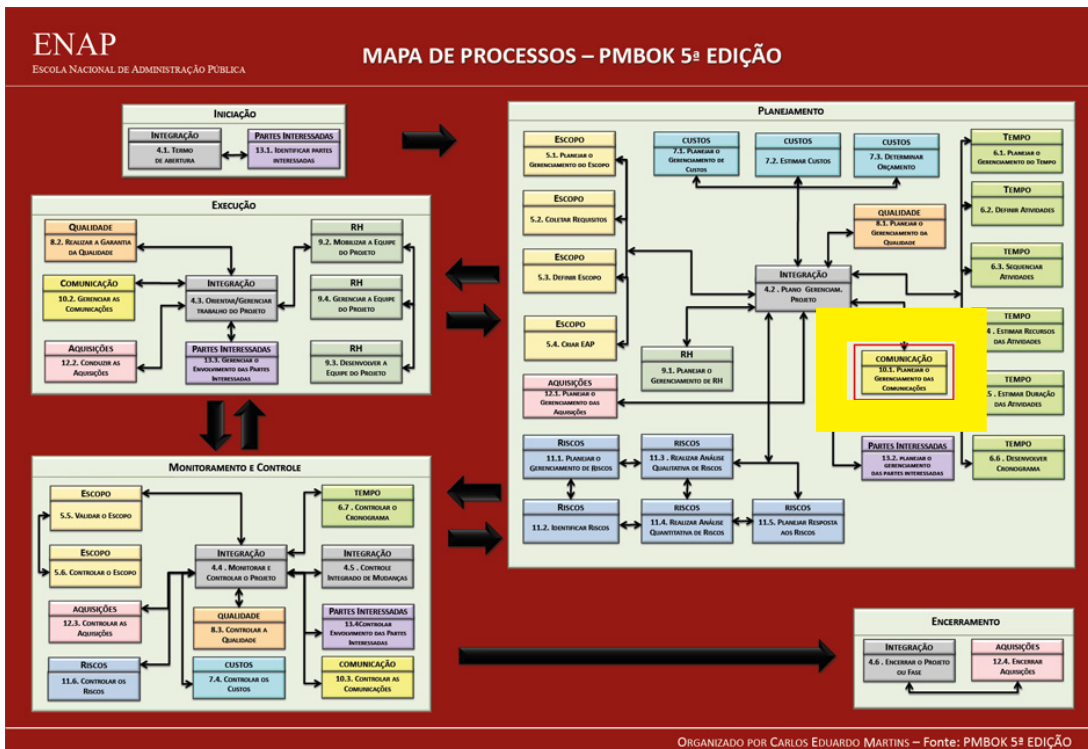 ENAP
ESCOLA NACIONAL DE ADMINISTRAÇÃO PÚBLICA
MAPA DE PROCESSOS – PMBOK 5ª EDIÇÃO
INICIAÇÃO
INTEGRAÇÃO
4.1. TERMO
DE ABERTURA
PARTES INTERESSADAS
13.1. IDENTIFICAR PARTES
INTERESSADAS
EXECUÇÃO
QUALIDADE
8.2. REALIZAR A GARANTIA
DA QUALIDADE
COMUNICAÇÃO
10.2. GERENCIAR AS
COMUNICAÇÕES
AQUISIÇÕES
12.2. CONDUZIR AS
AQUISIÇÕES
INTEGRAÇÃO
4.3. ORIENTAR/GERENCIAR
TRABALHO DO PROJETO
PARTES INTERESSADAS
13.3. GERENCIAR O
ENVOLVIMENTO DAS PARTES
INTERESSADAS
RH
9.2. MOBILIZAR A EQUIPE
DO PROJETO
RH
9.4. GERENCIAR A EQUIPE
DO PROJETO
RH
9.3. DESENVOLVER A
EQUIPE DO PROJETO
MONITORAMENTO E CONTROLE
ESCOPO
5.5. VALIDAR O ESCOPO
ESCOPO
5.6. CONTROLAR O ESCOPO
AQUISIÇÕES
12.3. CONTROLAR AS
AQUISIÇÕES
RISCOS
11.6. CONTROLAR OS
RISCOS
INTEGRAÇÃO
4.4 . MONITORAR E
CONTROLAR O PROJETO
QUALIDADE
8.3. CONTROLAR A
QUALIDADE
CUSTOS
7.4. CONTROLAR OS
CUSTOS
TEMPO
6.7 . CONTROLAR O
CRONOGRAMA
INTEGRAÇÃO
4.5 . CONTROLE
INTEGRADO DE MUDANÇAS
PARTES INTERESSADAS
13.4CONTROLAR
ENVOLVIMENTO DAS PARTES
INTERESSADAS
COMUNICAÇÃO
10.3. CONTROLAR AS
COMUNICAÇÕES
PLANEJAMENTO
ESCOPO
5.1. PLANEJAR O
GERENCIAMENTO DO ESCOPO
ESCOPO
5.2. COLETAR REQUISITOS
ESCOPO
5.3. DEFINIR ESCOPO
ESCOPO
5.4. CRIAR EAP
AQUISIÇÕES
12.1. PLANEJAR O
GERENCIAMENTO DAS
AQUISIÇÕES
CUSTOS
7.1. PLANEJAR O
GERENCIAMENTO DE
CUSTOS
CUSTOS
7.2. ESTIMAR CUSTOS
CUSTOS
7.3. DETERMINAR
ORÇAMENTO
QUALIDADE
8.1. PLANEJAR O
GERENCIAMENTO DA
QUALIDADE
INTEGRAÇÃO
4.2 . PLANO GERENCIAM.
PROJETO
RH
9.1. PLANEJAR O
GERENCIAMENTO DE RH
COMUNICAÇÃO
10.1. PLANEJAR O
GERENCIAMENTO DAS
COMUNICAÇÕES
PARTES INTERESSADAS
13.2. PLANEJAR O
GERENCIAMENTO
DAS PARTES INTERESSADAS
TEMPO
6.1. PLANEJAR O
GERENCIAMENTO DO TEMPO
TEMPO
6.2. DEFINIR ATIVIDADES
TEMPO
6.3. SEQUENCIAR
ATIVIDADES
TEMPO
4 . ESTIMAR RECURSOS
DAS ATIVIDADES
TEMPO
.5 . ESTIMAR DURAÇÃO
DAS ATIVIDADES
TEMPO
6.6 . DESENVOLVER
CRONOGRAMA
RISCOS
11.1. PLANEJAR O
GERENCIAMENTO DE RISCOS
RISCOS
11.3 . REALIZAR ANÁLISE
QUALITATIVA DE RISCOS
RISCOS
11.2. IDENTIFICAR RISCOS
RISCOS
11.4. REALIZAR ANÁLISE
QUANTITATIVA DE RISCOS
RISCOS
11.5. PLANEJAR RESPOSTA
AOS RISCOS
ENCERRAMENTO
INTEGRAÇÃO
4.6 . ENCERRAR O PROJETO
OU FASE
AQUISIÇÕES
12.4. ENCERRAR
AQUISIÇÕES
ORGANIZADO POR CARLOS EDUARDO MARTINS – Fonte: PMBOK 5ª EDIÇÃO